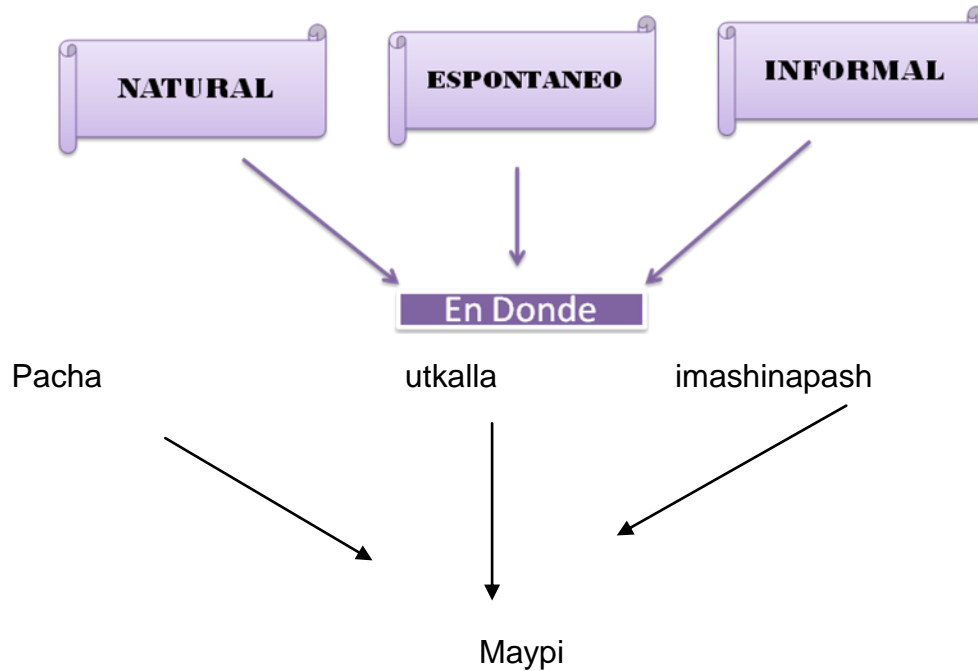 NATURAL
ESPONTANEO
INFORMAL
En Donde
Pacha
utkalla
imashinapash
Maypi